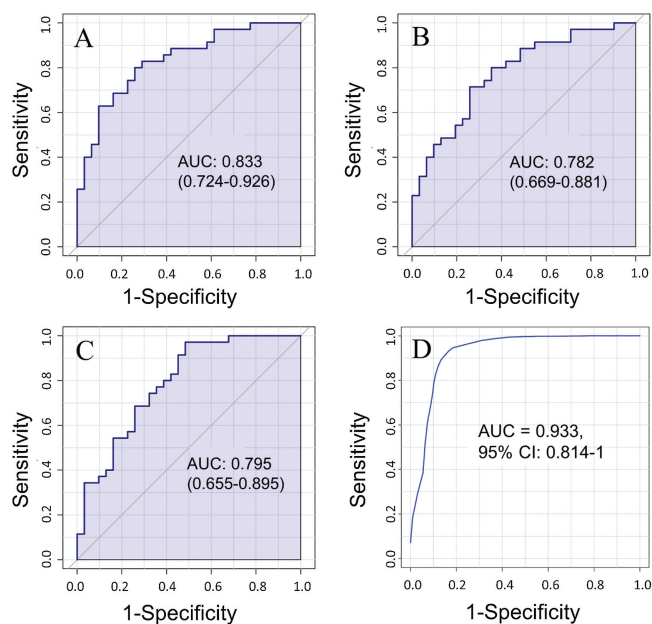 A
Sensitivity
0.0 0.2 0.4 0.6 0.8 1.0
AUC: 0.833
(0.724-0.926)
0.0 0.2 0.4 0.6 0.8 1.0
1-Specificity
B
Sensitivity
0.0 0.2 0.4 0.6 0.8 1.0
AUC: 0.782
(0.669-0.881)
0.0 0.2 0.4 0.6 0.8 1.0
1-Specificity
C
Sensitivity
0.0 0.2 0.4 0.6 0.8 1.0
AUC: 0.795
(0.655-0.895)
0.0 0.2 0.4 0.6 0.8 1.0
1-Specificity
D
Sensitivity
0.0 0.2 0.4 0.6 0.8 1.0
AUC = 0.933,
95% CI: 0.814-1
0.0 0.2 0.4 0.6 0.8 1.0
1-Specificity